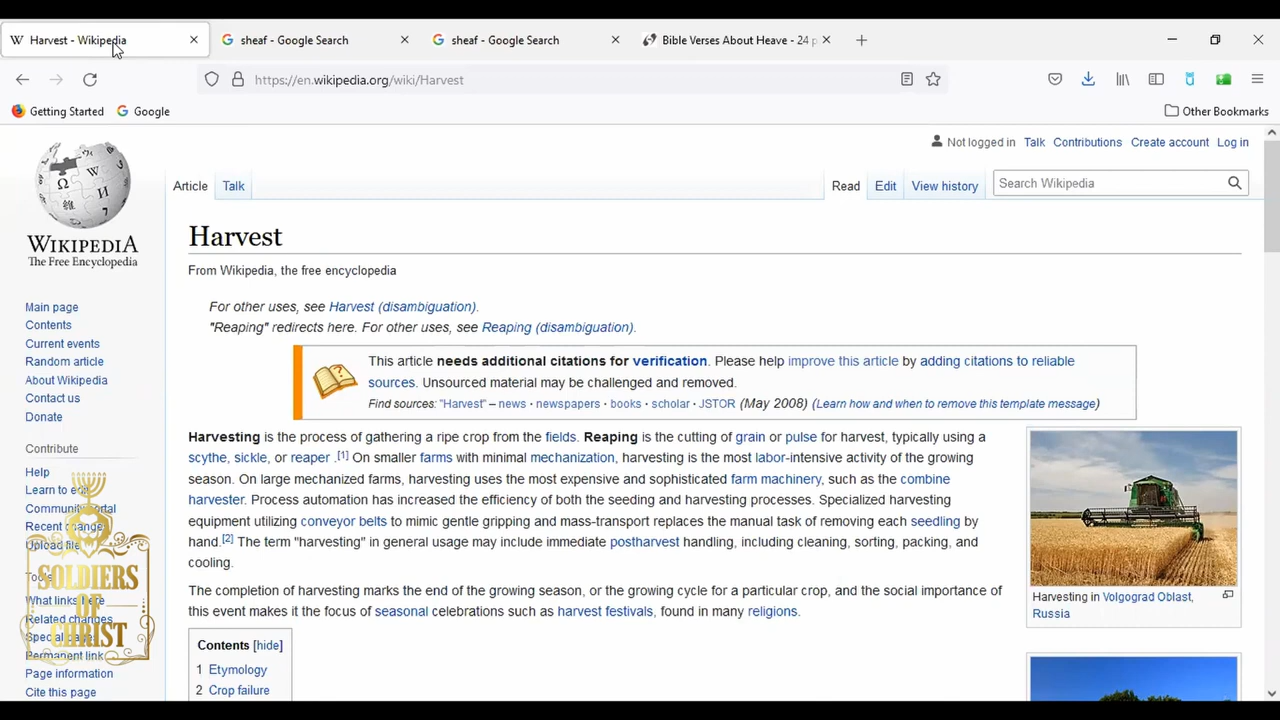 Harvest - Wikipedia
sheaf - Google Search
sheaf - Google Search
Bible Verses About Heave - 24 p
https://en.wikipedia.org/wiki/Harvest
Getting Started
Google
Other Bookmarks
Not logged in Talk Contributions Create account Log in
Article Talk
Read Edit View history
Search Wikipedia
WIKIPEDIA
The Free Encyclopedia
Main page
Contents
Current events
Random article
About Wikipedia
Contact us
Donate
Contribute
Help
Learn to edit
Community portal
Recent changes
Upload file
Tools
What links here
Related changes
Special pages
Permanent link
Page information
Cite this page
SOLDIERS
OF
CHRIST
Harvest
From Wikipedia, the free encyclopedia
For other uses, see Harvest (disambiguation).
"Reaping" redirects here. For other uses, see Reaping (disambiguation).
This article needs additional citations for verification. Please help improve this article by adding citations to reliable
sources. Unsourced material may be challenged and removed.
Find sources: "Harvest" – news · newspapers · books · scholar · JSTOR (May 2008) (Learn how and when to remove this template message)
Harvesting is the process of gathering a ripe crop from the fields. Reaping is the cutting of grain or pulse for harvest, typically using a
scythe, sickle, or reaper .[1] On smaller farms with minimal mechanization, harvesting is the most labor-intensive activity of the growing
season. On large mechanized farms, harvesting uses the most expensive and sophisticated farm machinery, such as the combine
harvester. Process automation has increased the efficiency of both the seeding and harvesting processes. Specialized harvesting
equipment utilizing conveyor belts to mimic gentle gripping and mass-transport replaces the manual task of removing each seedling by
hand.[2] The term "harvesting" in general usage may include immediate postharvest handling, including cleaning, sorting, packing, and
cooling.
The completion of harvesting marks the end of the growing season, or the growing cycle for a particular crop, and the social importance of
this event makes it the focus of seasonal celebrations such as harvest festivals, found in many religions.
Contents [hide]
1 Etymology
2 Crop failure
Harvesting in Volgograd Oblast,
Russia